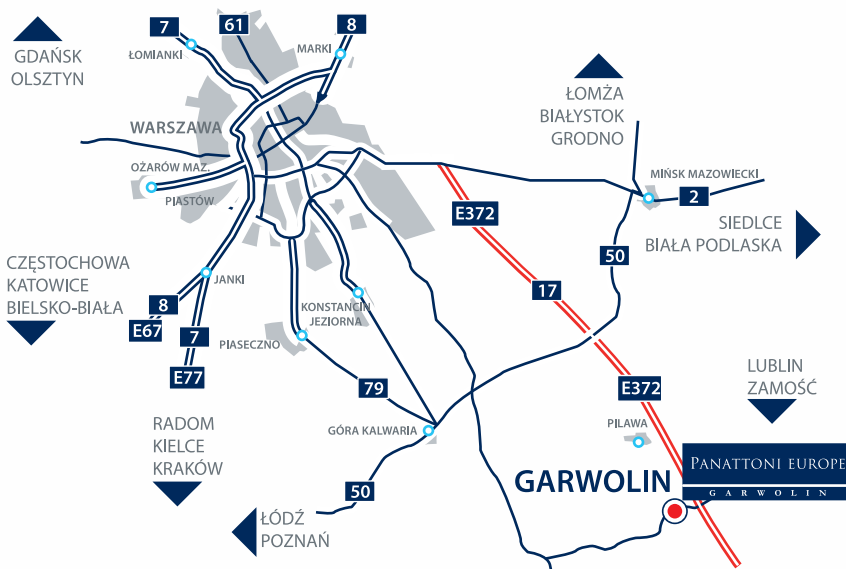 7
61
8
GDAŃSK
OLSZTYN
ŁOMIANKI
MARKI
ŁOMŻA
BIAŁYSTOK
GRODNO
WARSZAWA
OŻARÓW MAZ.
PIASTÓW
MIŃSK MAZOWIECKI
2
E372
SIEDLCE
BIAŁA PODLASKA
50
CZĘSTOCHOWA
KATOWICE
BIELSKO-BIAŁA
JANKI
17
8
E67
7
KONSTANCIN
JEZIORNA
PIASECZNO
E77
79
E372
LUBLIN
ZAMOŚĆ
RADOM
KIELCE
KRAKÓW
GÓRA KALWARIA
PILAWA
PANATTONI EUROPE
GARWOLIN
GARWOLIN
50
ŁÓDŹ
POZNAŃ